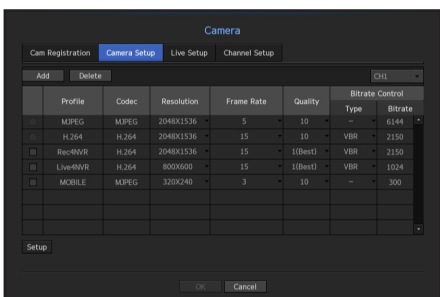 Camera
Cam Registration Camera Setup Live Setup Channel Setup
Add Delete CH1
Profile Codec Resolution Frame Rate Quality Bitrate Control
Type Bitrate
MJPEG MJPEG 2048X1536 5 10 - 6144
H.264 H.264 2048X1536 15 10 VBR 2150
Rec4NVR H.264 2048X1536 15 1(Best) VBR 2150
Live4NVR H.264 800X600 15 1(Best) VBR 1024
MOBILE MJPEG 320X240 3 10 - 300
Setup
OK Cancel